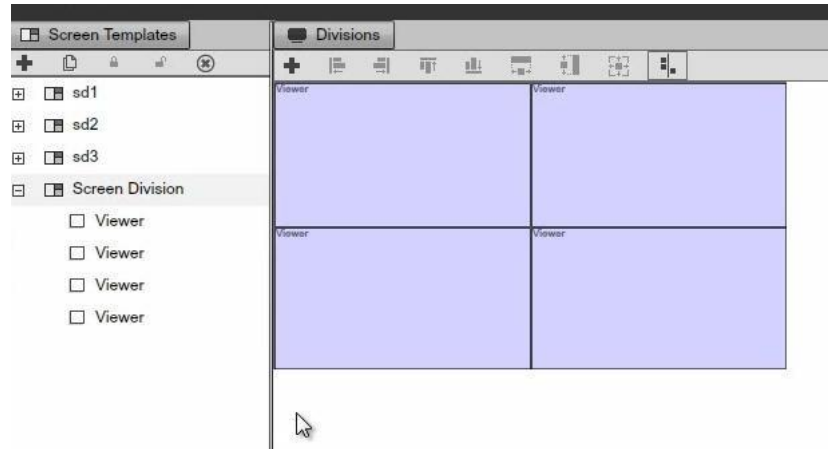 Screen Templates
Divisions
sd1
sd2
sd3
Screen Division
Viewer
Viewer
Viewer
Viewer
Viewer
Viewer
Viewer
Viewer